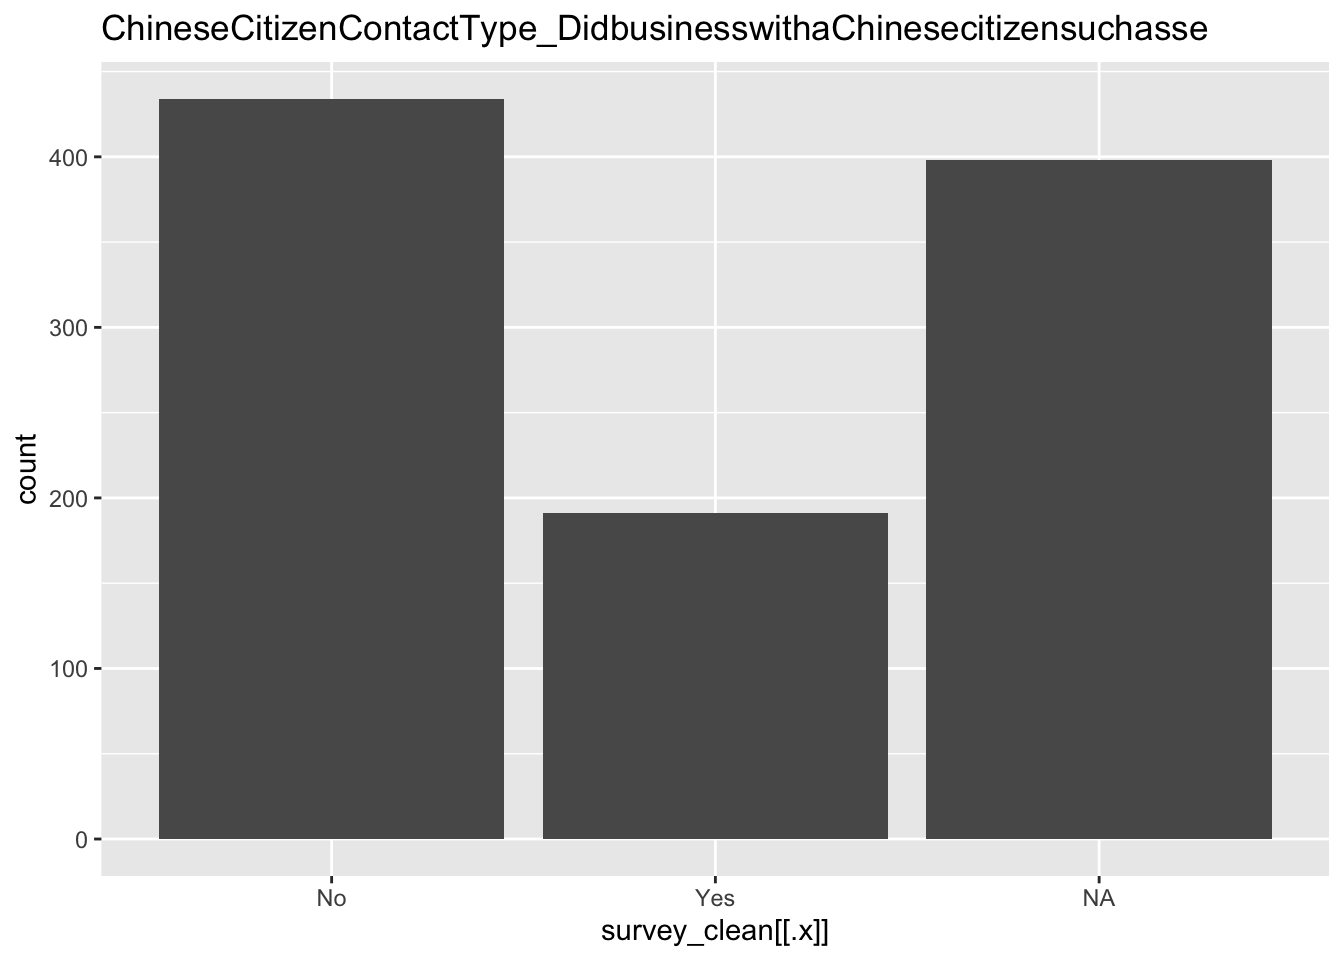 ChineseCitizenContactType_DidbusinesswithaChinesecitizensuchasse
count
400
300
200
100
0
No Yes NA
survey_clean[[.x]]